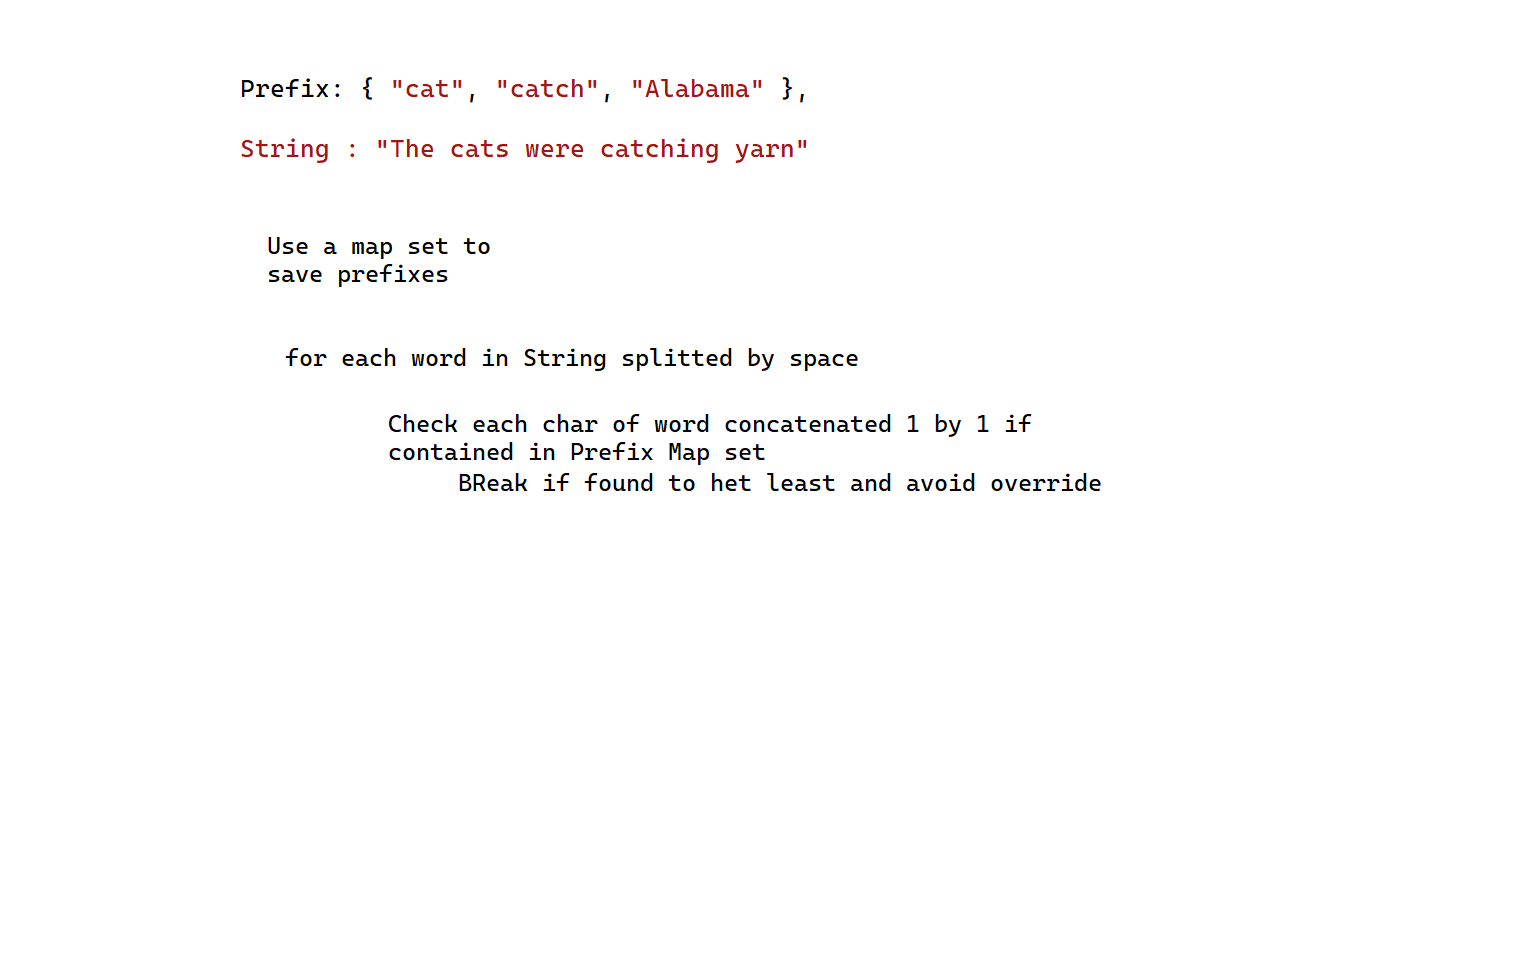 Prefix: { "cat", "catch", "Alabama" },
String : "The cats were catching yarn"
Use a map set to
save prefixes
for each word in String splitted by space
Check each char of word concatenated 1 by 1 if
contained in Prefix Map set
BReak if found to het least and avoid override